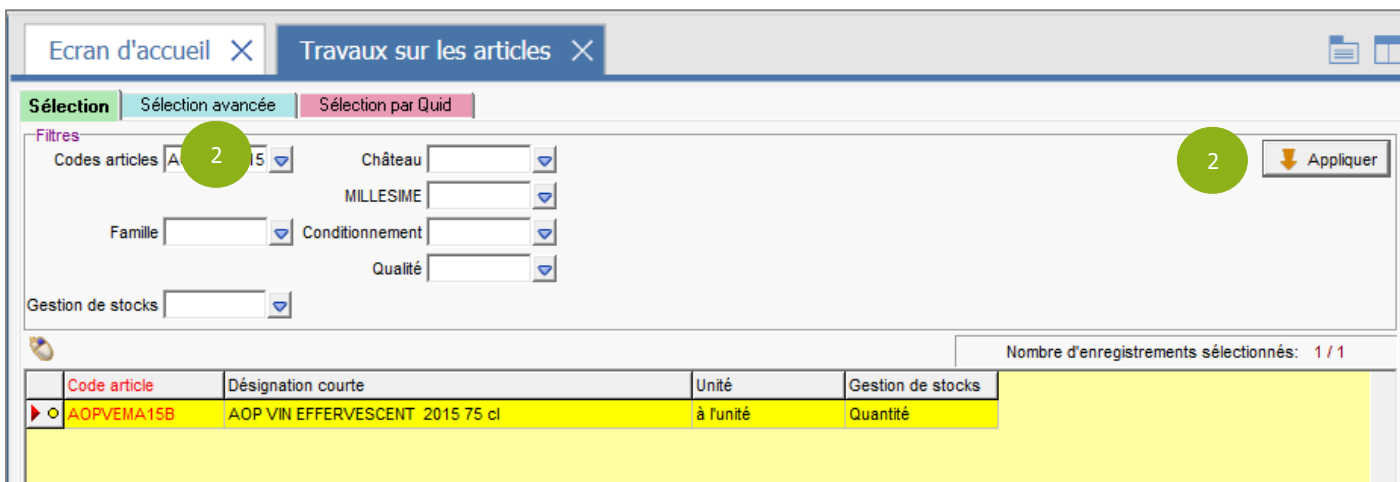 Ecran d'accueil Travaux sur les articles
Sélection Sélection avancée Sélection par Quid
Filtres
Codes articles 2 15 Château 2 Appliquer
MILLESIME
Famille Conditionnement
Qualité
Gestion de stocks
Nombre d'enregistrements sélectionnés: 1 / 1
Code article Désignation courte Unité Gestion de stocks
AOPVEMA15B AOP VIN EFFERVESCENT 2015 75 cl à l'unité Quantité